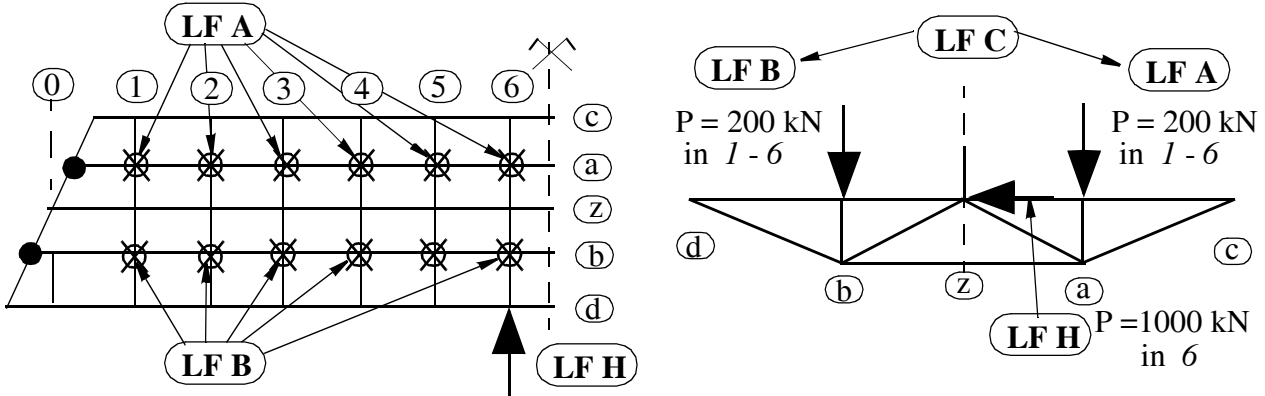 LF A
0
1
2
3
4
5
6
c
a
z
b
d
LF B
LF H
LF C
LF B
LF A
P = 200 kN
in 1 - 6
P = 200 kN
in 1 - 6
d
c
b
z
a
LF H
P =1000 kN
in 6